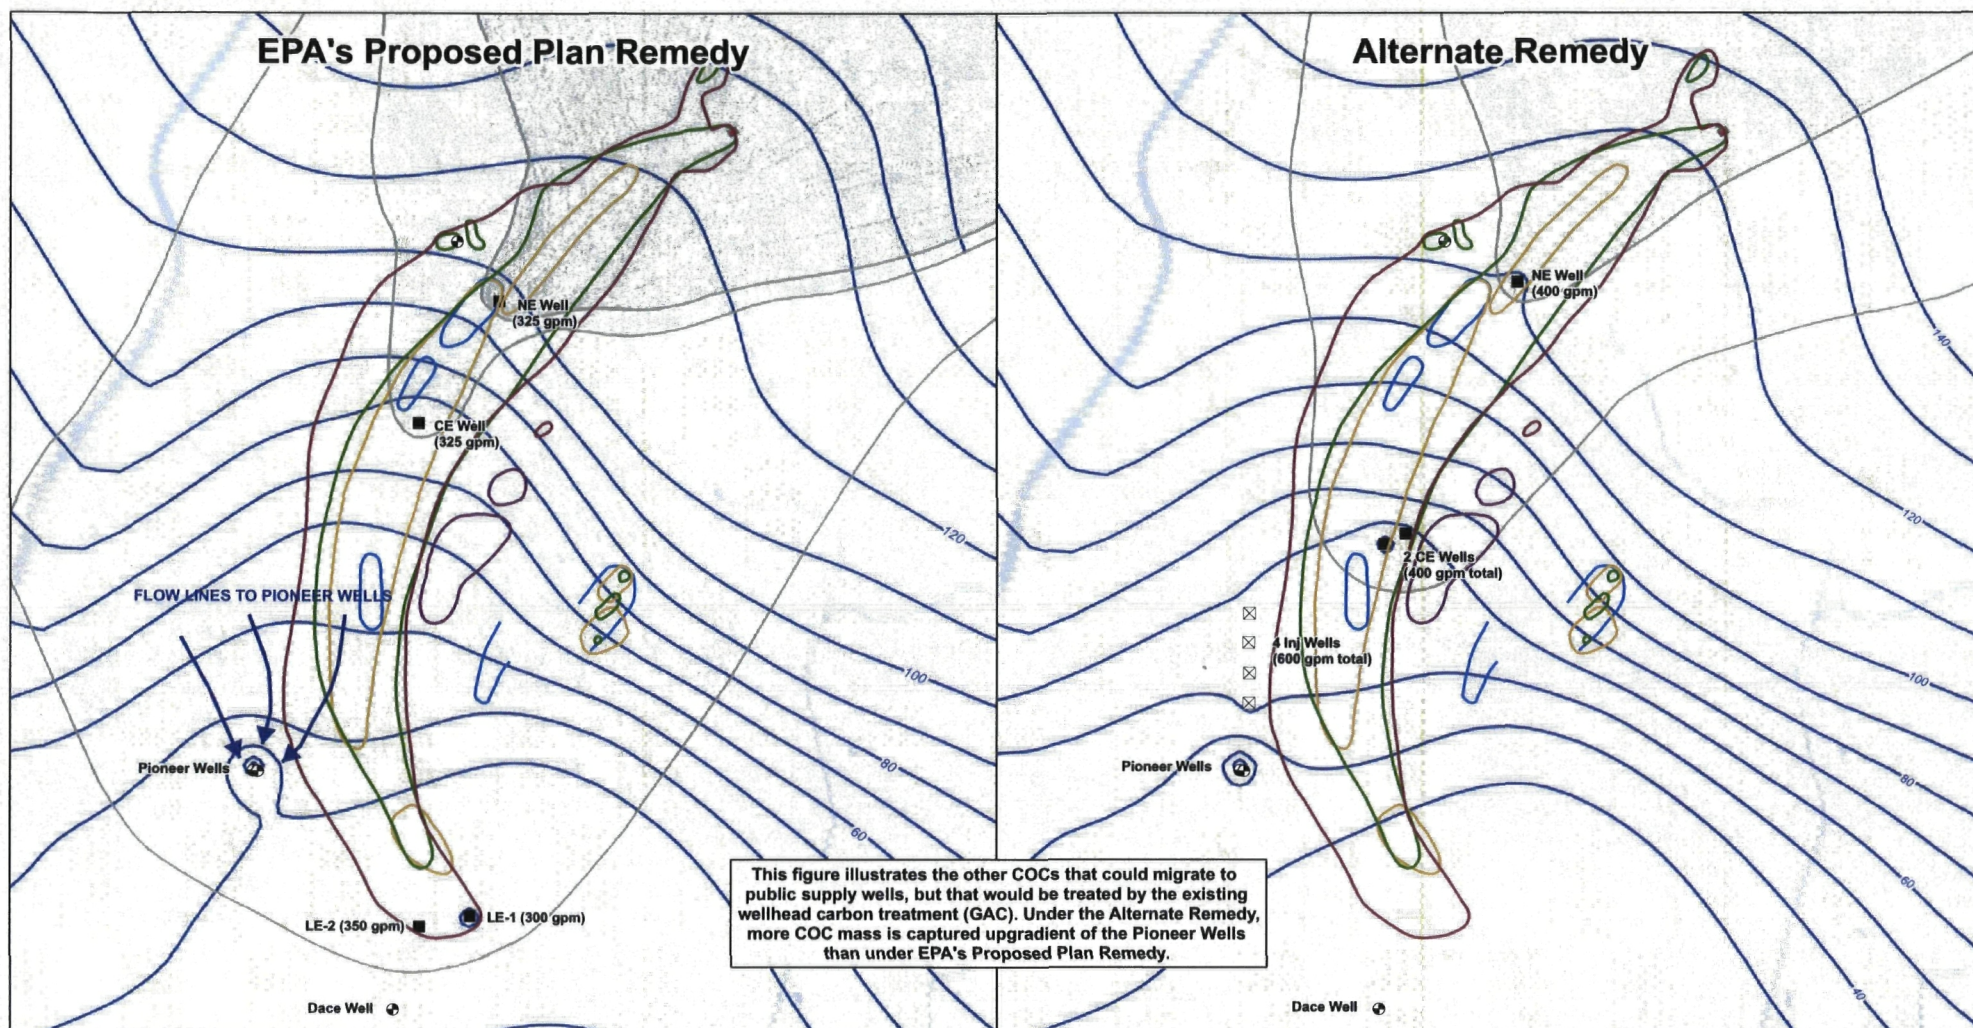 EPA's Proposed Plan Remedy
NE Well
(325 gpm)
CE Well
(325 gpm)
120
FLOW LINES TO PIONEER WELLS
100
Pioneer Wells
80
60
LE-2 (350 gpm)
LE-1 (300 gpm)
Dace Well
Alternate Remedy
NE Well
(400 gpm)
140
120
2 CE Wells
(400 gpm total)
4 Inj Wells
(600 gpm total)
100
Pioneer Wells
80
60
40
Dace Well
This figure illustrates the other COCs that could migrate to
public supply wells, but that would be treated by the existing
wellhead carbon treatment (GAC). Under the Alternate Remedy,
more COC mass is captured upgradient of the Pioneer Wells
than under EPA's Proposed Plan Remedy.